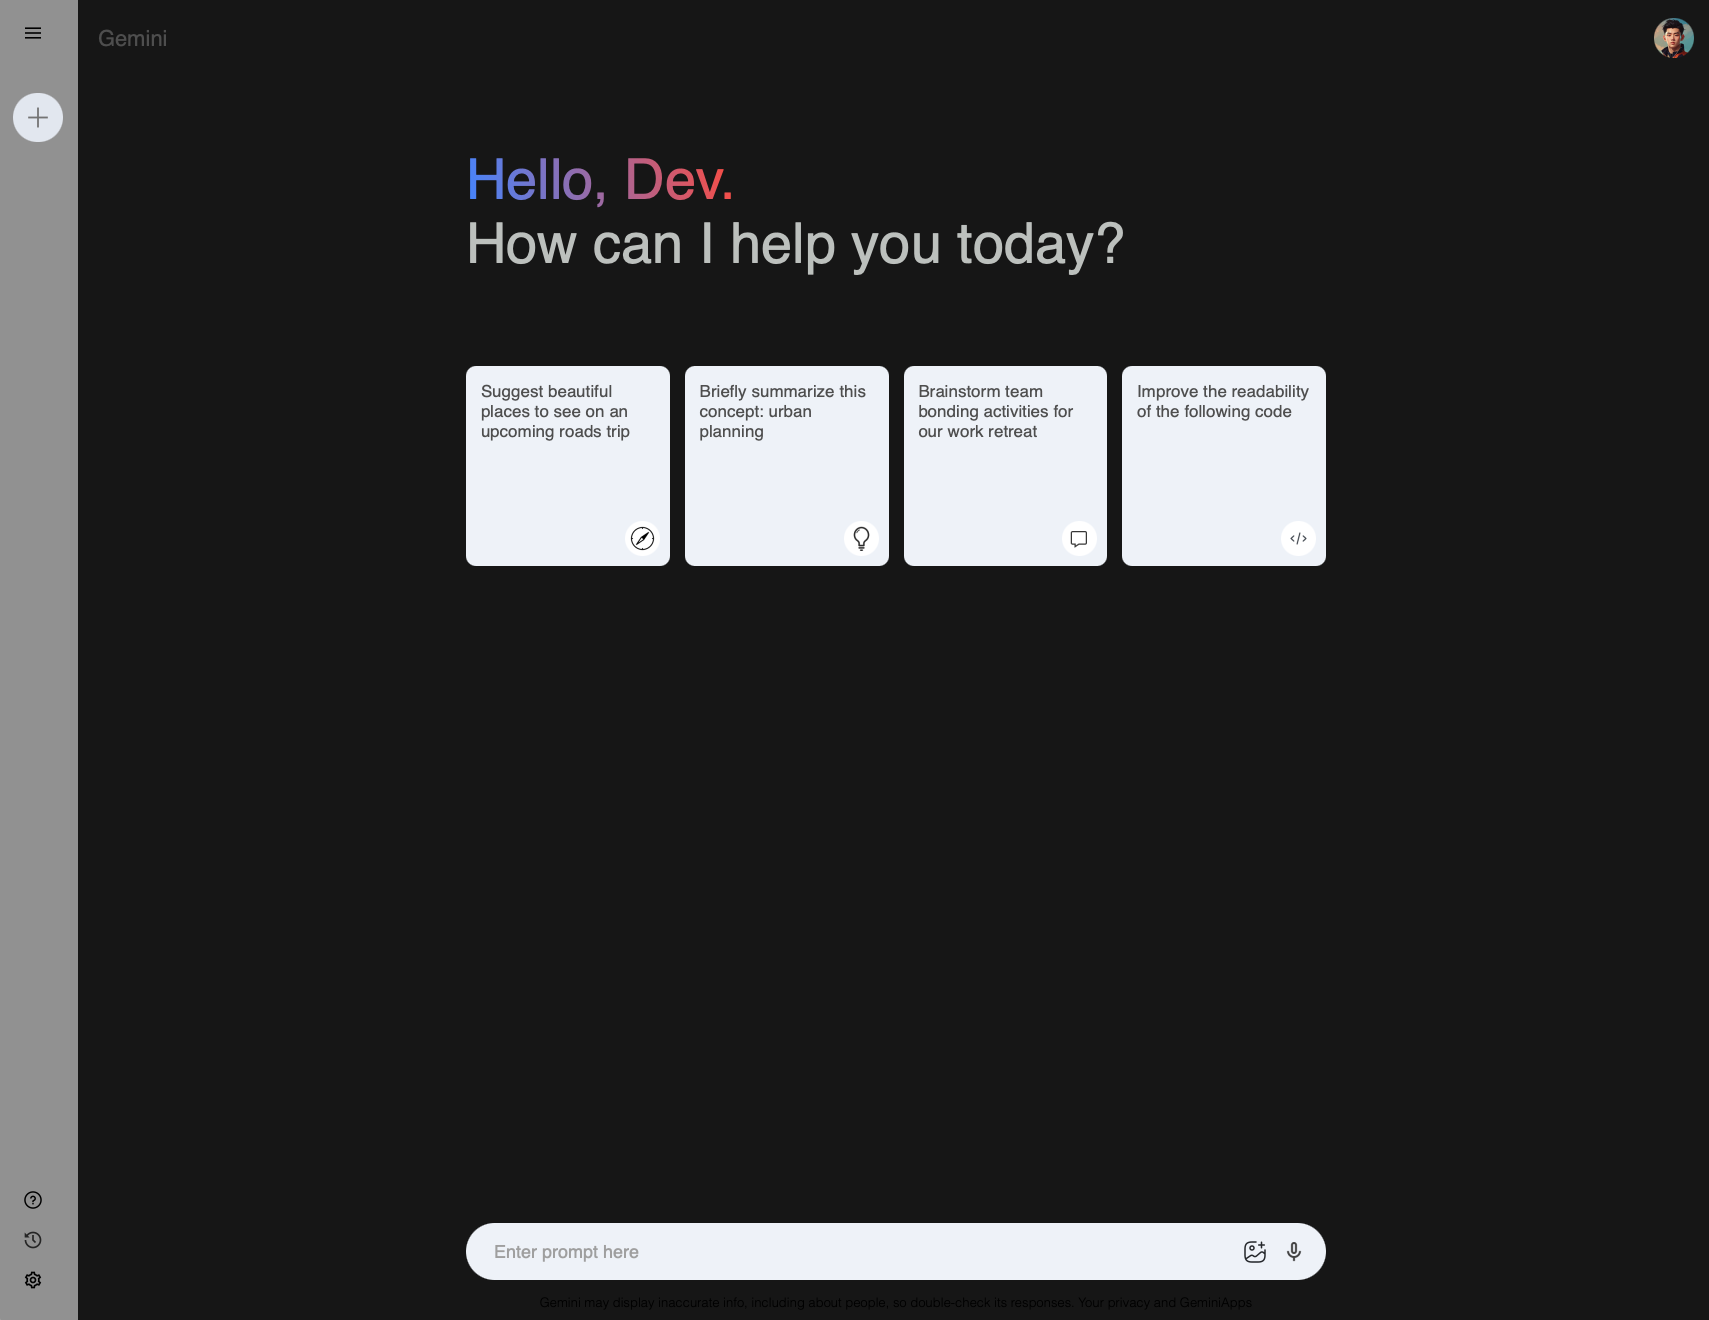 Gemini
Hello, Dev.
How can I help you today?
Suggest beautiful
places to see on an
upcoming roads trip
Briefly summarize this
concept: urban
planning
Brainstorm team
bonding activities for
our work retreat
Improve the readability
of the following code
Enter prompt here
Gemini may display inaccurate info, including about people, so double-check its responses. Your privacy and GeminiApps